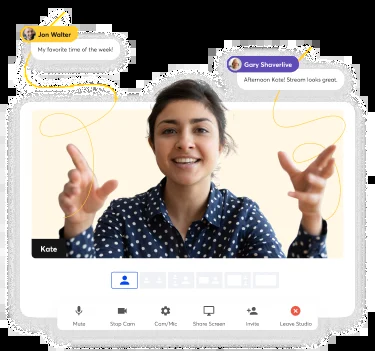 Jon Walter
My favorite time of the week!
Gary Shaverlive
Afternoon Kate! Stream looks great.
Kate
Mute
Stop Cam
Cam/Mic
Share Screen
Invite
Leave Studio